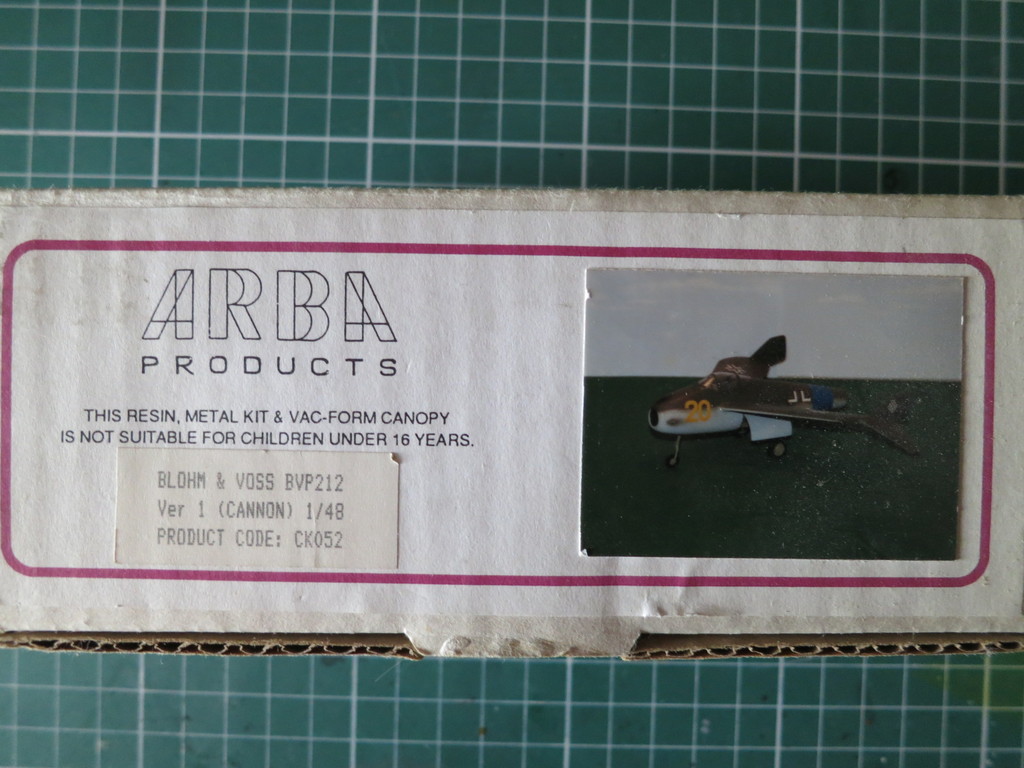 ARBA
PRODUCTS
THIS RESIN, METAL KIT & VAC-FORM CANOPY
IS NOT SUITABLE FOR CHILDREN UNDER 16 YEARS.
BLOHM & VOSS BVP212
Ver 1 (CANNON) 1/48
PRODUCT CODE: CK052
20
JL